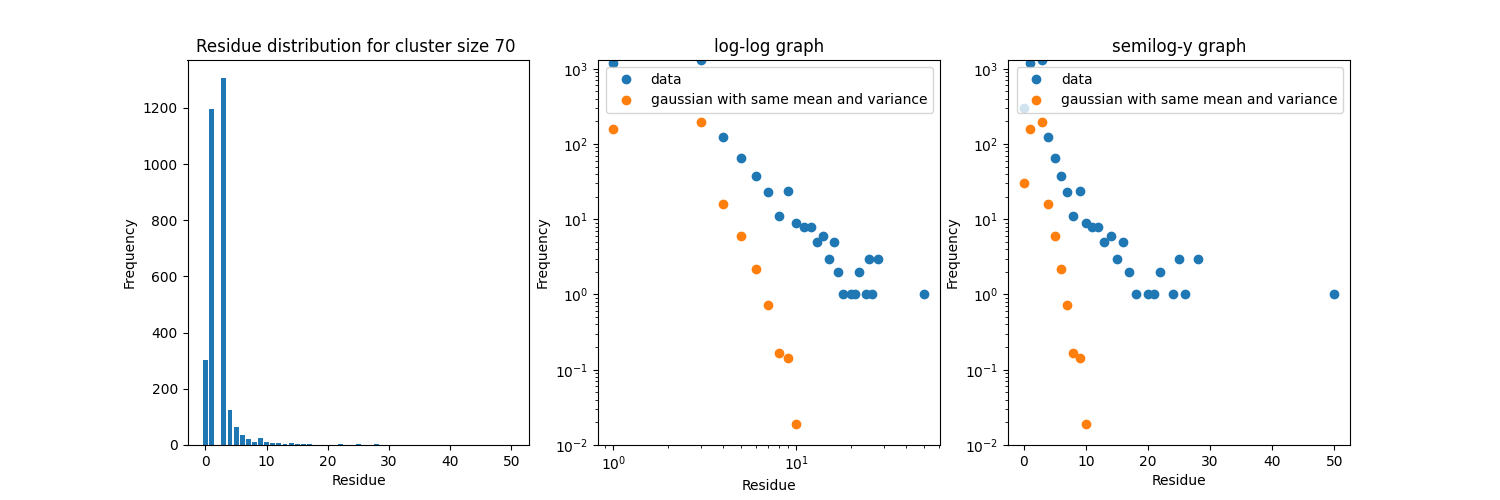 Residue distribution for cluster size 70
Frequency
1200
1000
800
600
400
200
0
0 10 20 30 40 50
Residue
log-log graph
data
gaussian with same mean and variance
Frequency
10³
10²
10¹
10⁰
10⁻¹
10⁻²
10⁰ 10¹
Residue
semilog-y graph
data
gaussian with same mean and variance
Frequency
10³
10²
10¹
10⁰
10⁻¹
10⁻²
0 10 20 30 40 50
Residue